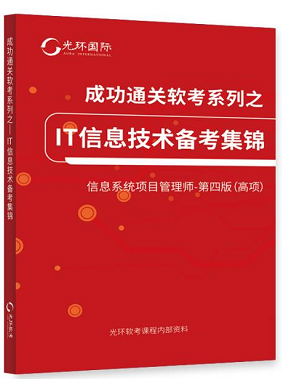 光环国际
AURA INTERNATIONAL
成功通关软考系列之
IT信息技术备考集锦
信息系统项目管理师-第四版(高项)
光环软考课程内部资料
成功通关软考系列之—IT信息技术备考集锦
光环国际